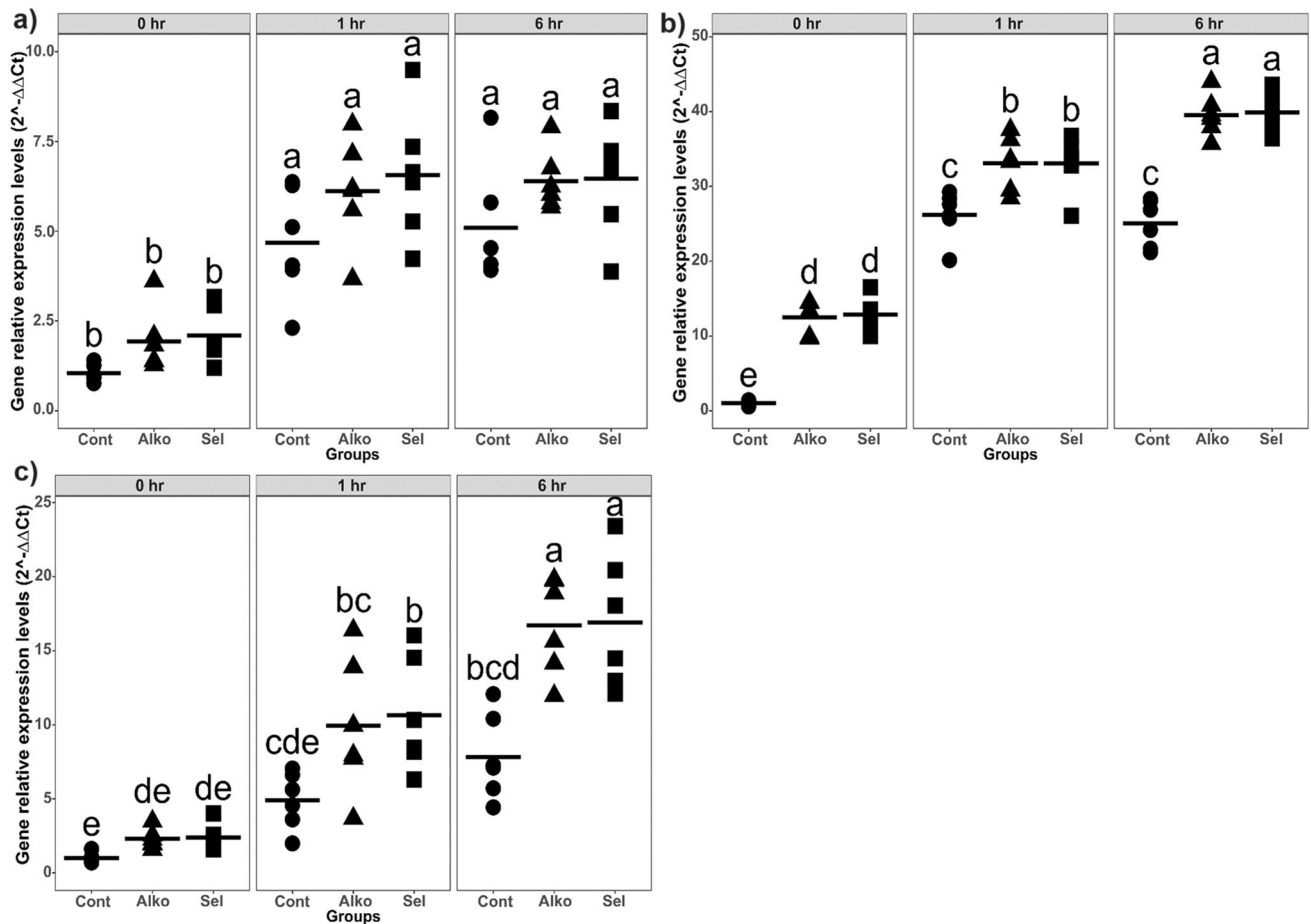 a)
0 hr
1 hr
6 hr
Gene relative expression levels (2^-ΔΔCt)
10.0
7.5
5.0
2.5
0.0
b
b
b
a
a
a
a
a
a
Cont
Alko
Sel
Cont
Alko
Sel
Cont
Alko
Sel
Groups
b)
0 hr
1 hr
6 hr
Gene relative expression levels (2^-ΔΔCt)
50
40
30
20
10
0
e
d
d
c
b
b
c
a
a
Cont
Alko
Sel
Cont
Alko
Sel
Cont
Alko
Sel
Groups
c)
0 hr
1 hr
6 hr
Gene relative expression levels (2^-ΔΔCt)
25
20
15
10
5
0
e
de
de
cde
bc
b
bcd
a
a
Cont
Alko
Sel
Cont
Alko
Sel
Cont
Alko
Sel
Groups